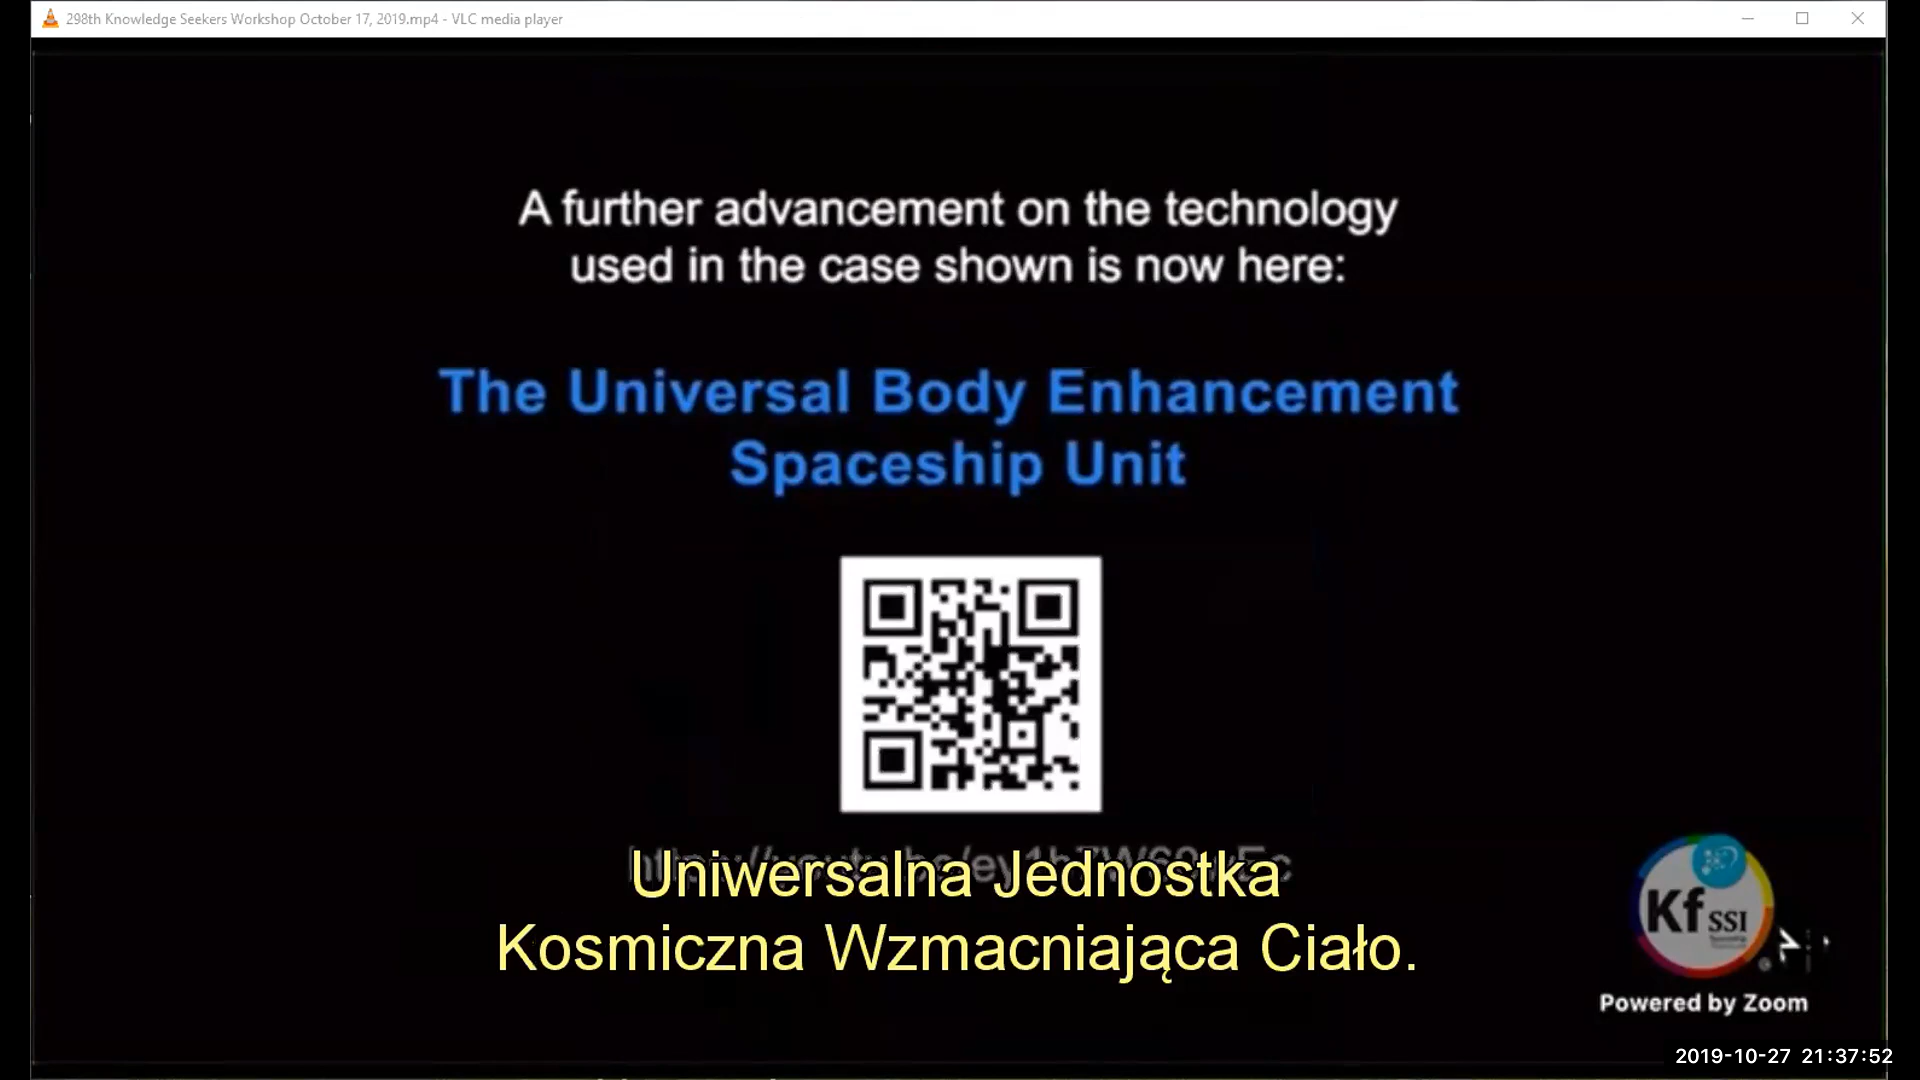 298th Knowledge Seekers Workshop October 17, 2019.mp4 - VLC media player
A further advancement on the technology
used in the case shown is now here:
The Universal Body Enhancement
Spaceship Unit
Uniwersalna Jednostka
Kosmiczna Wzmacniająca Ciało.
Kf SSI
Powered by Zoom
2019-10-27 21:37:52